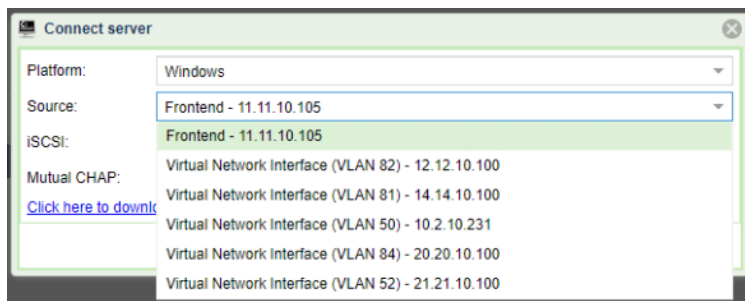 Connect server
Platform: Windows
Source: Frontend - 11.11.10.105
Frontend - 11.11.10.105
iSCSI:
Virtual Network Interface (VLAN 82) - 12.12.10.100
Mutual CHAP:
Virtual Network Interface (VLAN 81) - 14.14.10.100
Click here to
Virtual Network Interface (VLAN 50) - 10.2.10.231
Virtual Network Interface (VLAN 84) - 20.20.10.100
Virtual Network Interface (VLAN 52) - 21.21.10.100